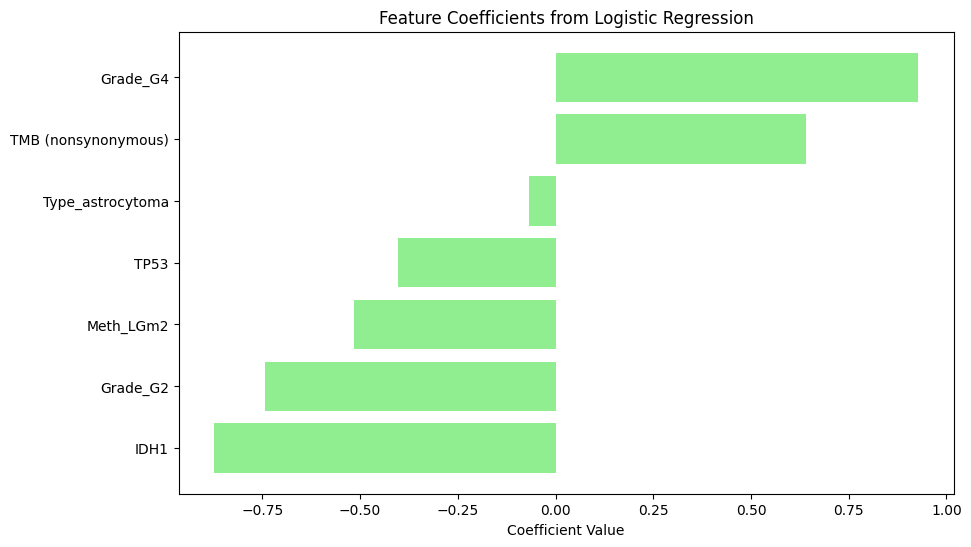 Feature Coefficients from Logistic Regression
Grade_G4
TMB (nonsynonymous)
Type_astrocytoma
TP53
Meth_LGm2
Grade_G2
IDH1
−0.75 −0.50 −0.25 0.00 0.25 0.50 0.75 1.00
Coefficient Value